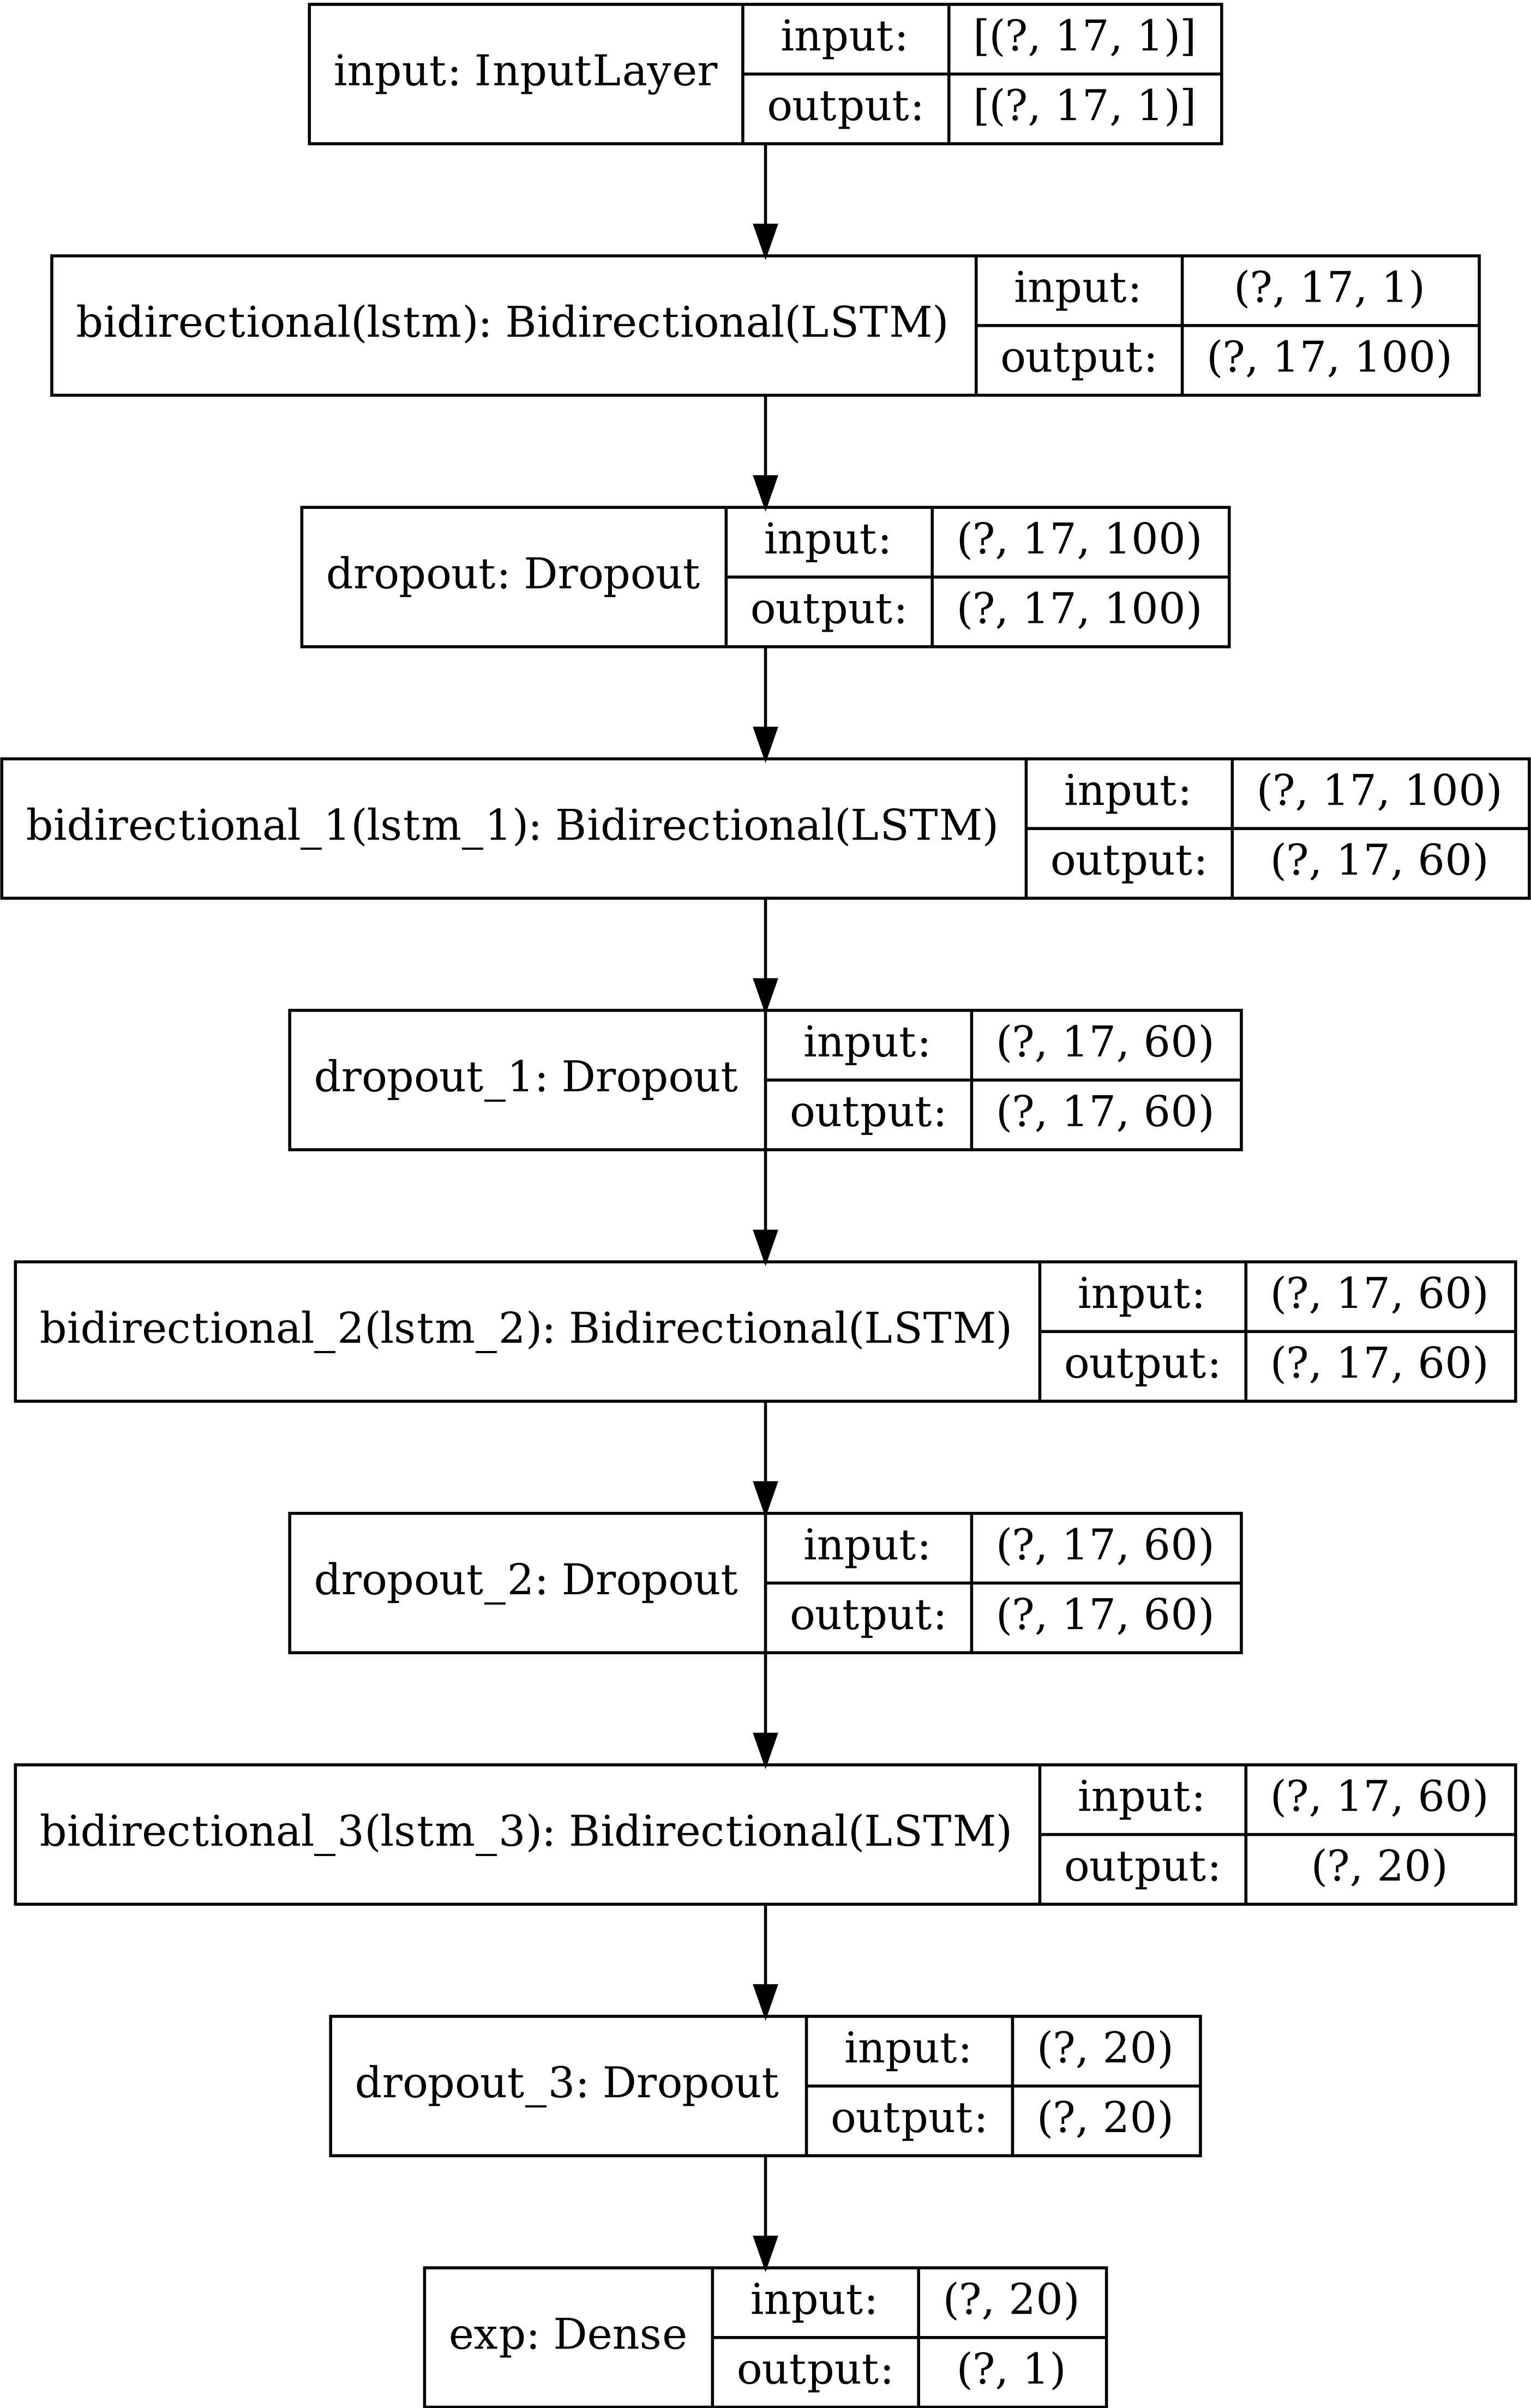 input: InputLayer
input: [(?, 17, 1)]
output: [(?, 17, 1)]
bidirectional(lstm): Bidirectional(LSTM)
input: (?, 17, 1)
output: (?, 17, 100)
dropout: Dropout
input: (?, 17, 100)
output: (?, 17, 100)
bidirectional_1(lstm_1): Bidirectional(LSTM)
input: (?, 17, 100)
output: (?, 17, 60)
dropout_1: Dropout
input: (?, 17, 60)
output: (?, 17, 60)
bidirectional_2(lstm_2): Bidirectional(LSTM)
input: (?, 17, 60)
output: (?, 17, 60)
dropout_2: Dropout
input: (?, 17, 60)
output: (?, 17, 60)
bidirectional_3(lstm_3): Bidirectional(LSTM)
input: (?, 17, 60)
output: (?, 20)
dropout_3: Dropout
input: (?, 20)
output: (?, 20)
exp: Dense
input: (?, 20)
output: (?, 1)